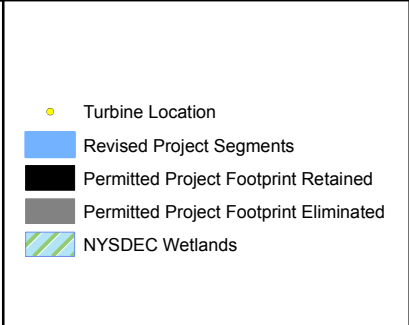 Turbine Location
Revised Project Segments
Permitted Project Footprint Retained
Permitted Project Footprint Eliminated
NYSDEC Wetlands